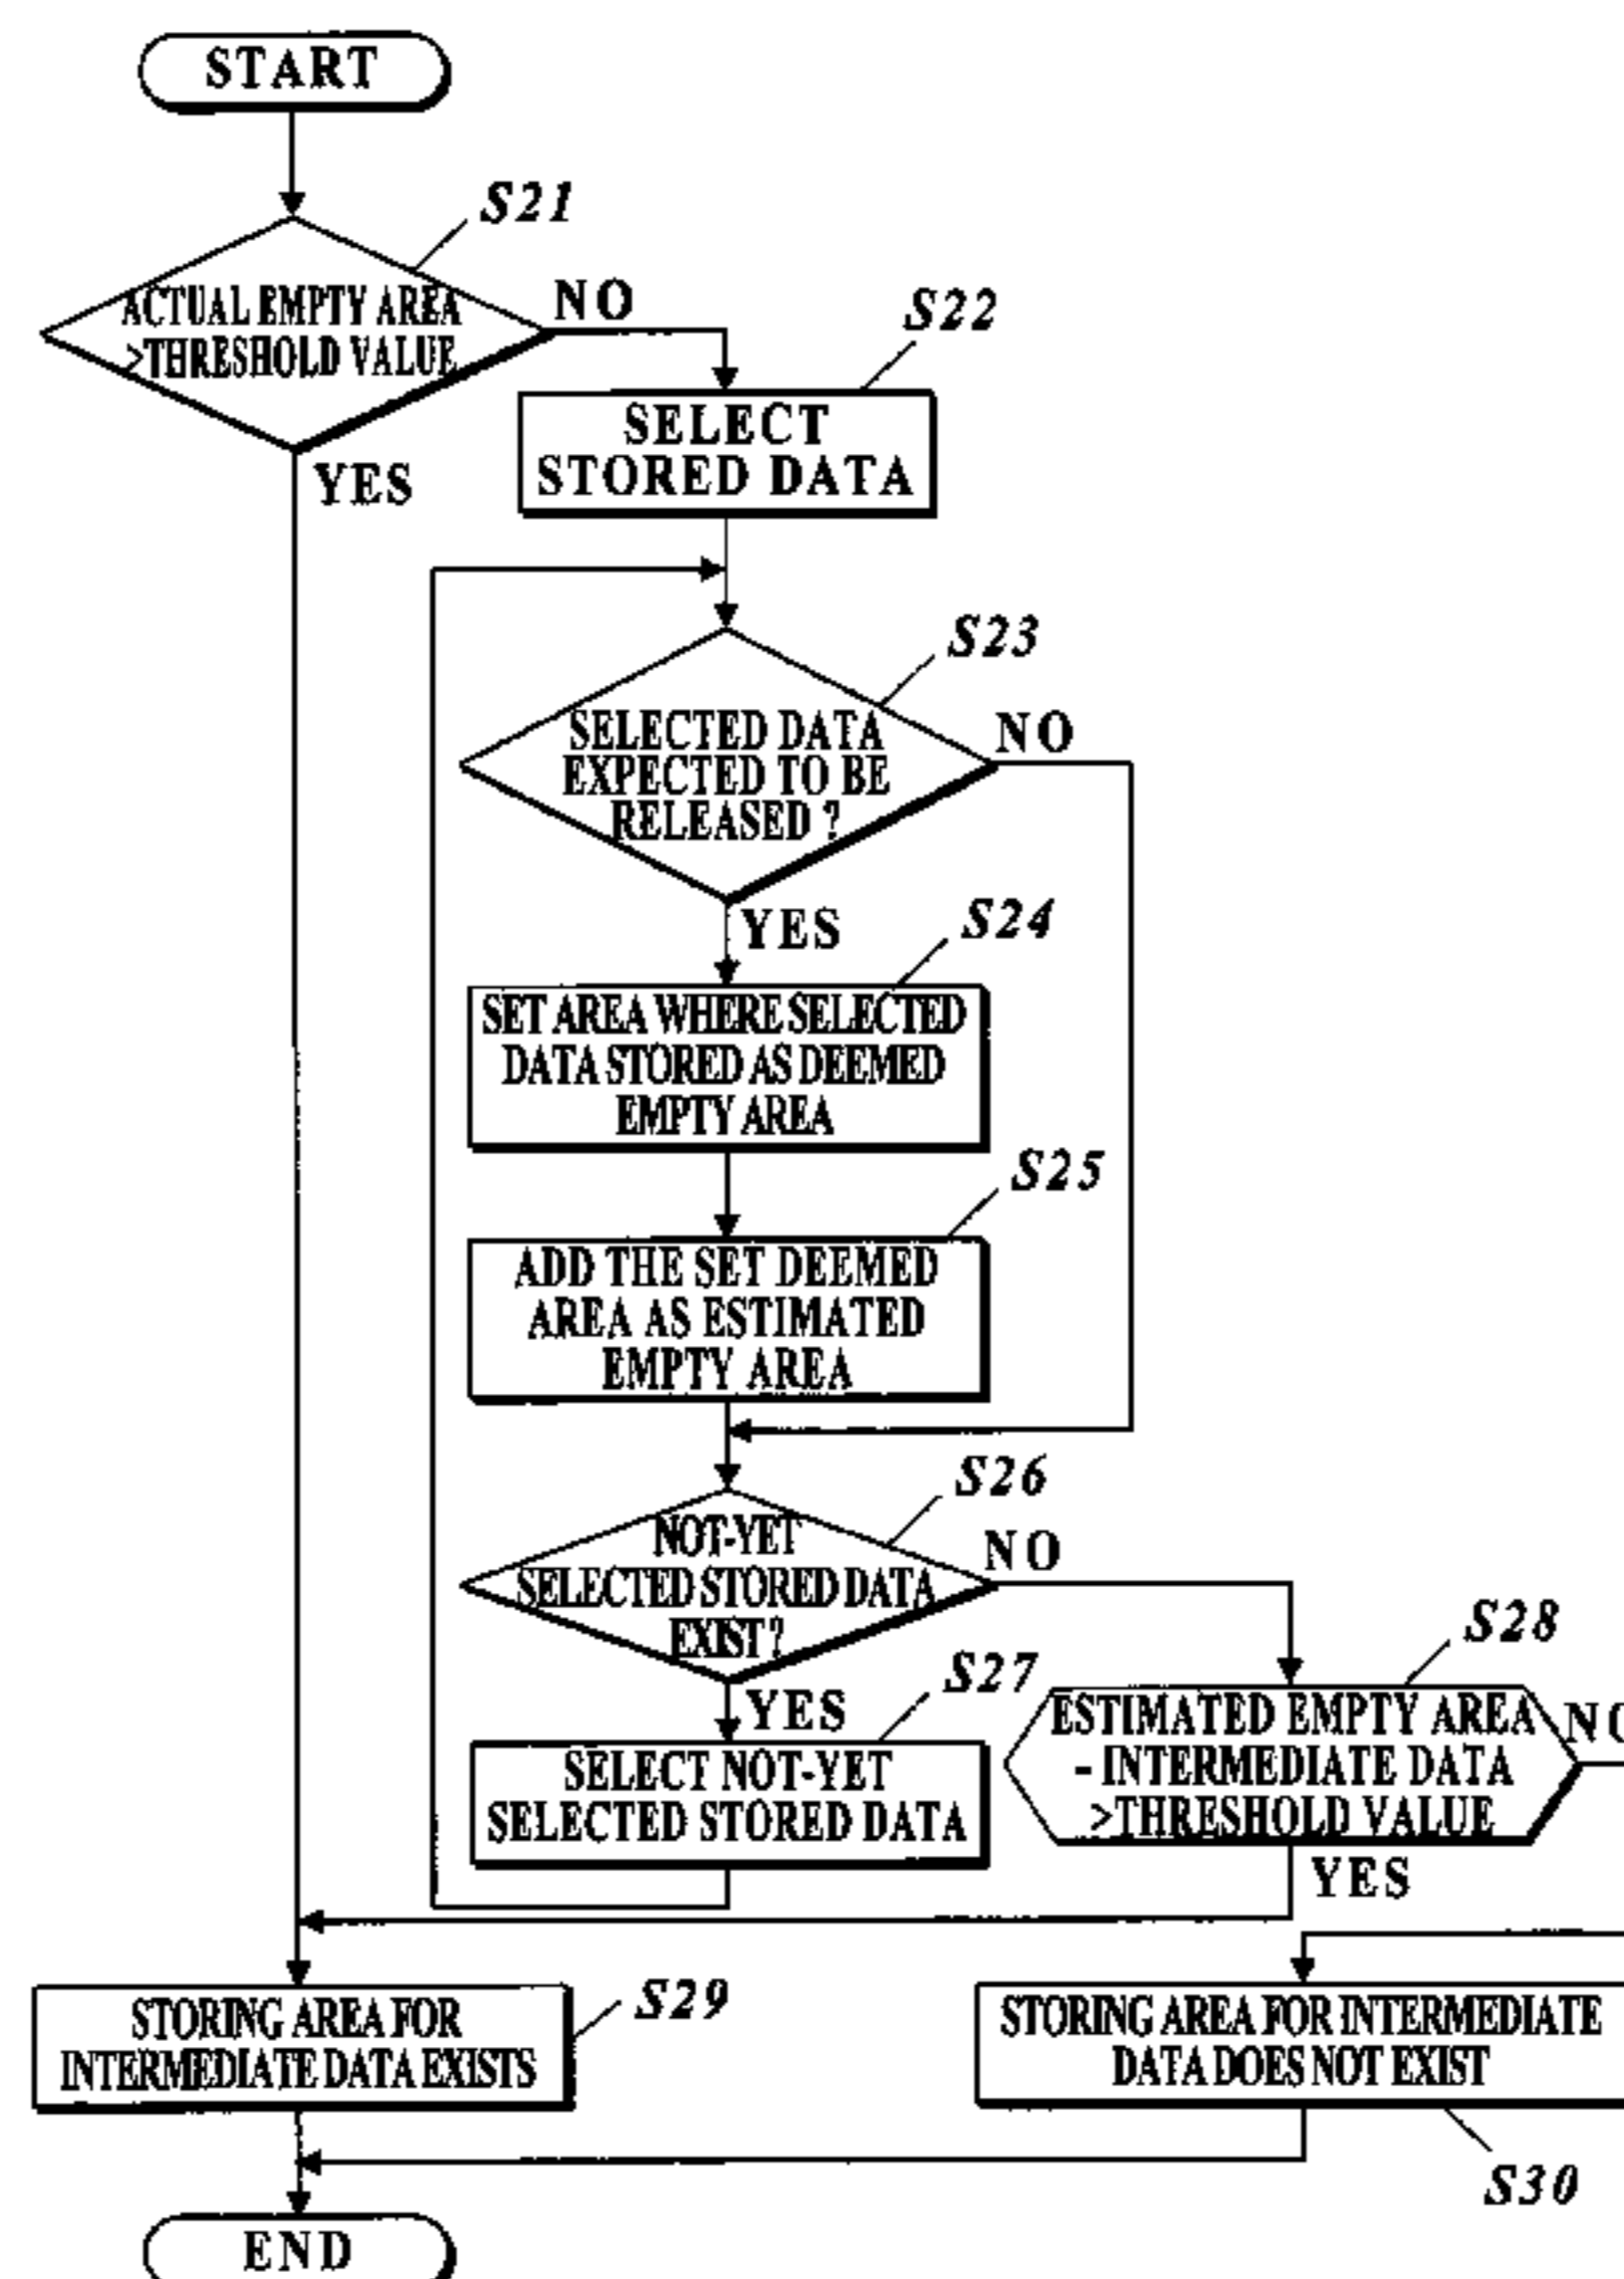 START
S21
ACTUAL EMPTY AREA
>THRESHOLD VALUE
NO
YES
S22
SELECT
STORED DATA
S23
SELECTED DATA
EXPECTED TO BE
RELEASED ?
NO
YES
S24
SET AREA WHERE SELECTED
DATA STORED AS DEEMED
EMPTY AREA
S25
ADD THE SET DEEMED
AREA AS ESTIMATED
EMPTY AREA
S26
NOT-YET
SELECTED STORED DATA
EXIST?
NO
YES
S27
SELECT NOT-YET
SELECTED STORED DATA
S28
ESTIMATED EMPTY AREA
- INTERMEDIATE DATA
>THRESHOLD VALUE
NO
YES
STORING AREA FOR
INTERMEDIATE DATA EXISTS
S29
STORING AREA FOR INTERMEDIATE
DATA DOES NOT EXIST
S30
END